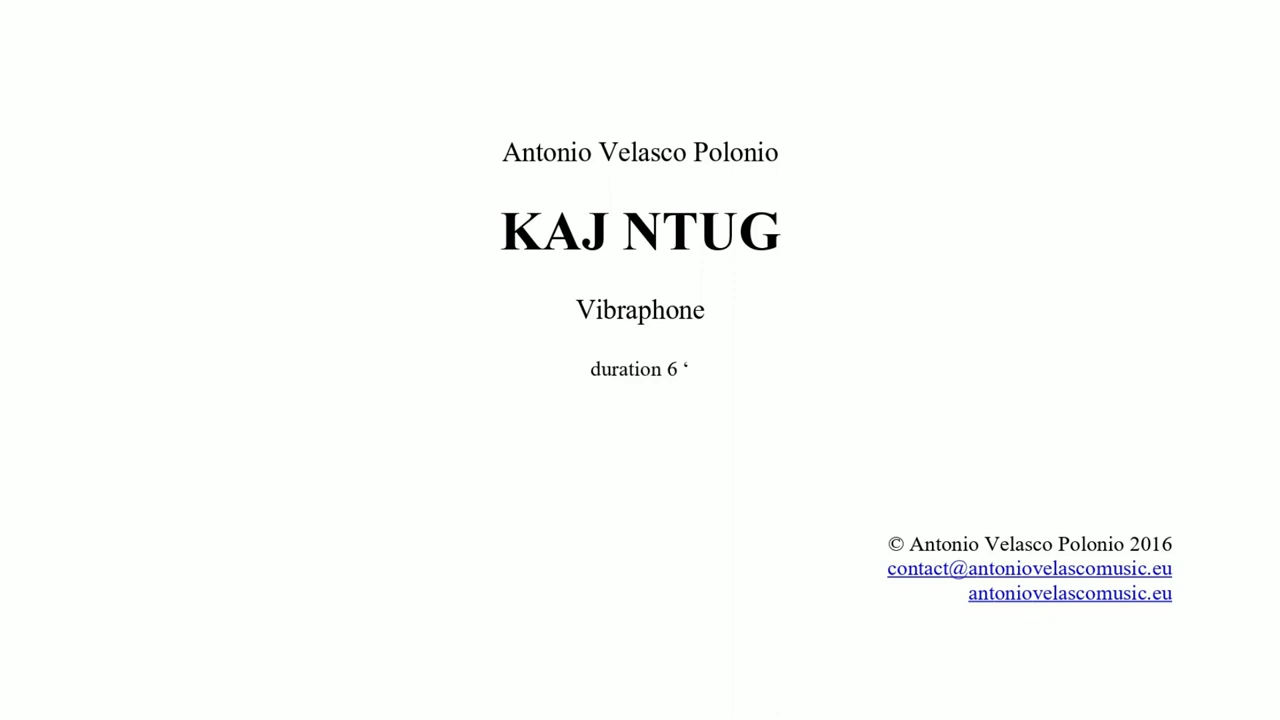 Antonio Velasco Polonio
KAJ NTUG
Vibraphone
duration 6 ‘
© Antonio Velasco Polonio 2016
contact@antoniovelascomusic.eu
antoniovelascomusic.eu